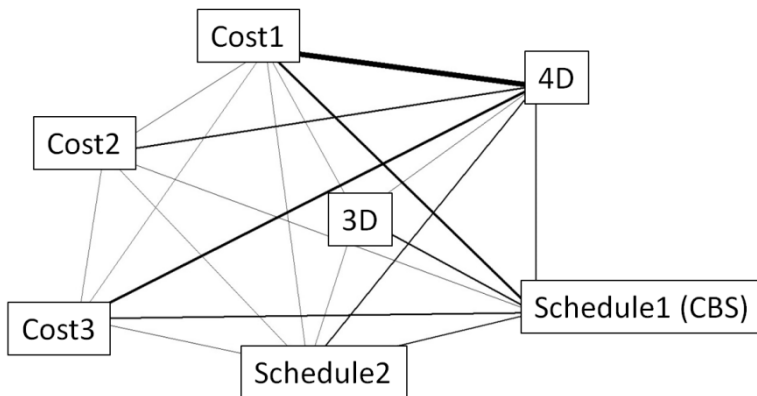 Cost1
4D
Cost2
3D
Schedule1 (CBS)
Cost3
Schedule2